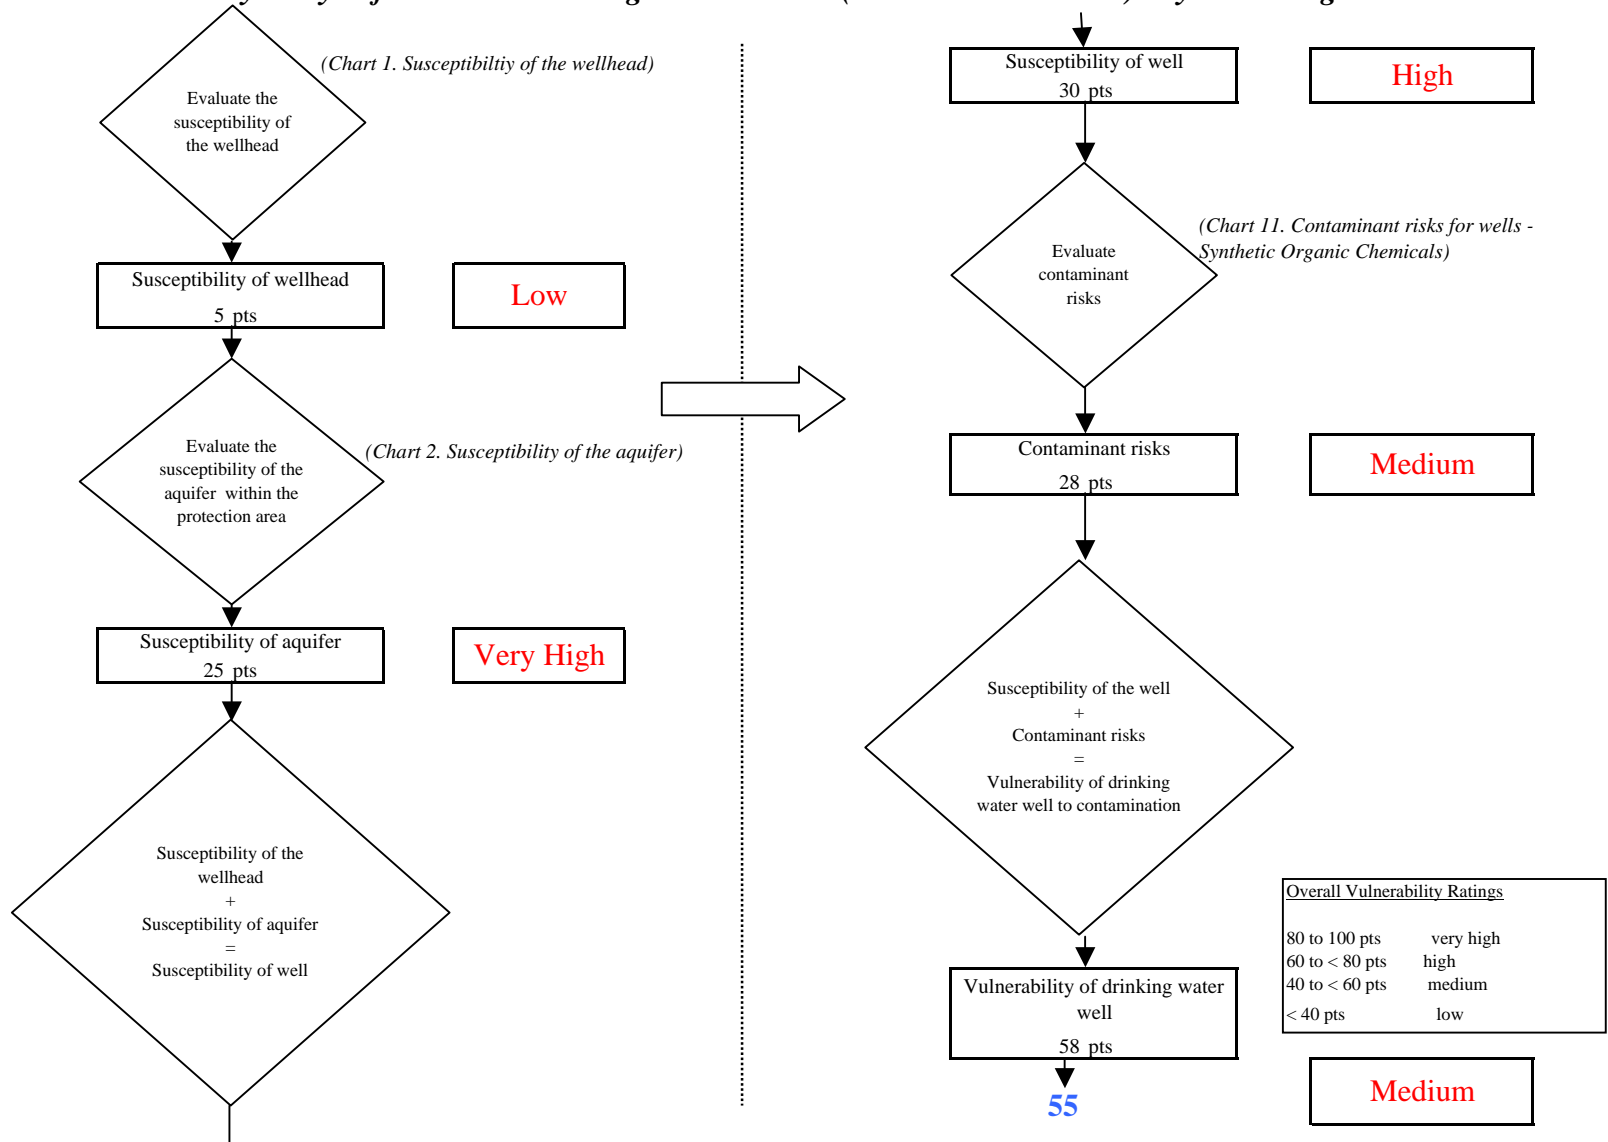 (Chart 1. Susceptibiltiy of the wellhead)
Evaluate the
susceptibility of
the wellhead
Susceptibility of wellhead
5 pts
Low
Evaluate the
susceptibility of the
aquifer within the
protection area
(Chart 2. Susceptibility of the aquifer)
Susceptibility of aquifer
25 pts
Very High
Susceptibility of the
wellhead
+
Susceptibility of aquifer
=
Susceptibility of well
Susceptibility of well
30 pts
High
Evaluate
contaminant
risks
(Chart 11. Contaminant risks for wells -
Synthetic Organic Chemicals)
Contaminant risks
28 pts
Medium
Susceptibility of the well
+
Contaminant risks
=
Vulnerability of drinking
water well to contamination
Overall Vulnerability Ratings
80 to 100 pts very high
60 to < 80 pts high
40 to < 60 pts medium
< 40 pts low
Vulnerability of drinking water
well
58 pts
55
Medium